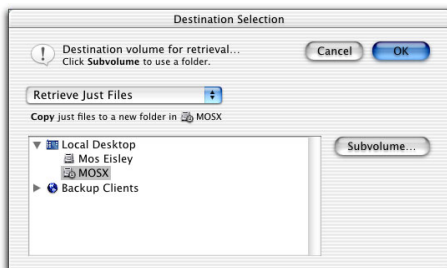 Destination Selection
Destination volume for retrieval...
Click Subvolume to use a folder.
Cancel
OK
Retrieve Just Files
Copy just files to a new folder in MOSX
Local Desktop
Mos Eisley
MOSX
Backup Clients
Subvolume...